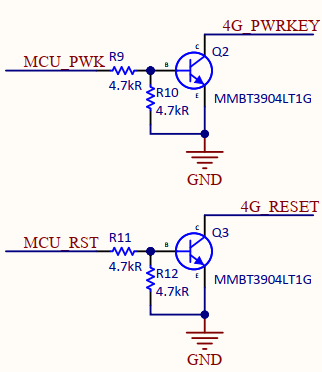 4G_PWRKEY
C
Q2
MCU_PWK
R9
B
4.7kR
R10
4.7kR
E
MMBT3904LT1G
GND
4G_RESET
C
Q3
MCU_RST
R11
B
4.7kR
R12
4.7kR
E
MMBT3904LT1G
GND